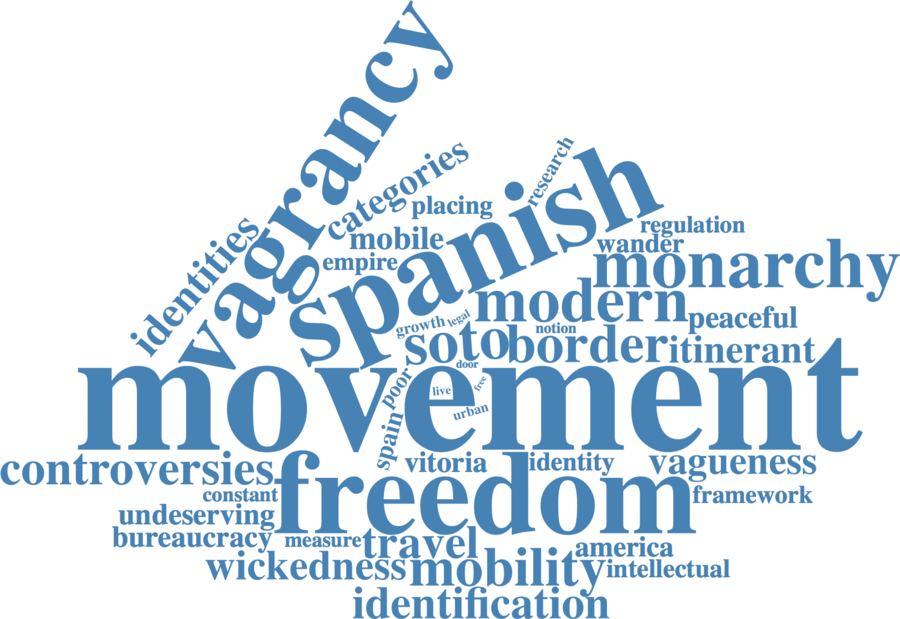 vagrancy
research
categories
spanish
placing
identities
regulation
mobile
wander
empire
monarchy
modern
peaceful
growth
legal
notion
soto
border
itinerant
door
movement
poor
live
free
urban
spain
controversies
vitoria
identity
vagueness
constant
freedom
framework
undeserving
bureaucracy
measure
travel
america
wickedness
mobility
intellectual
identification